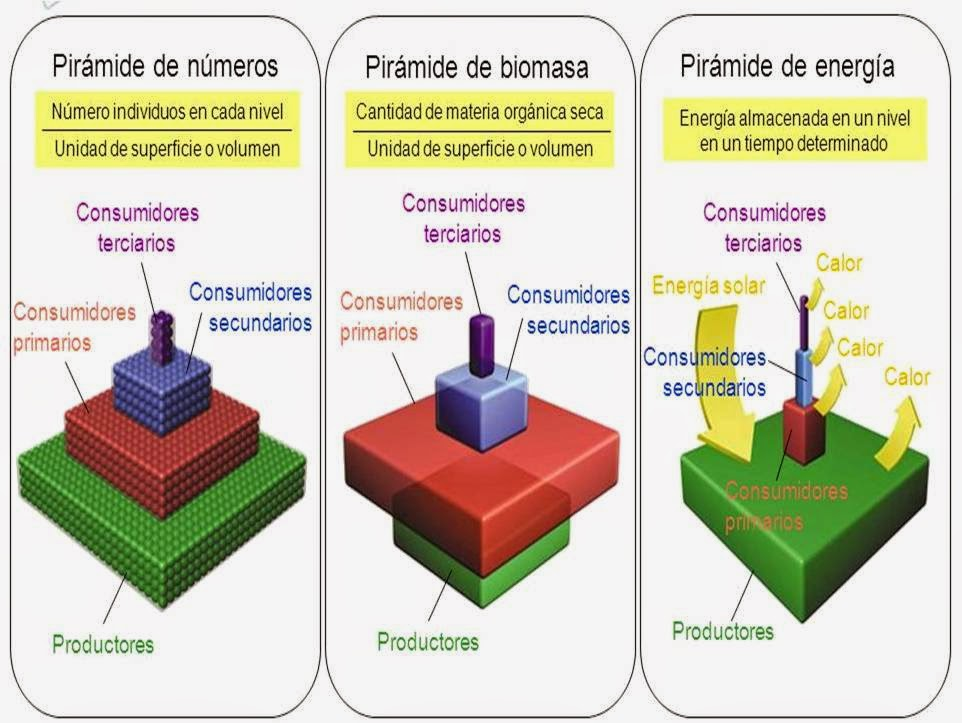 Pirámide de números
Número individuos en cada nivel
Unidad de superficie o volumen
Consumidores
terciarios
Consumidores
secundarios
Consumidores
primarios
Productores
Pirámide de biomasa
Cantidad de materia orgánica seca
Unidad de superficie o volumen
Consumidores
terciarios
Consumidores
secundarios
Consumidores
primarios
Productores
Pirámide de energía
Energía almacenada en un nivel
en un tiempo determinado
Consumidores
terciarios
Calor
Energía solar
Calor
Calor
Consumidores
secundarios
Calor
Consumidores
primarios
Productores